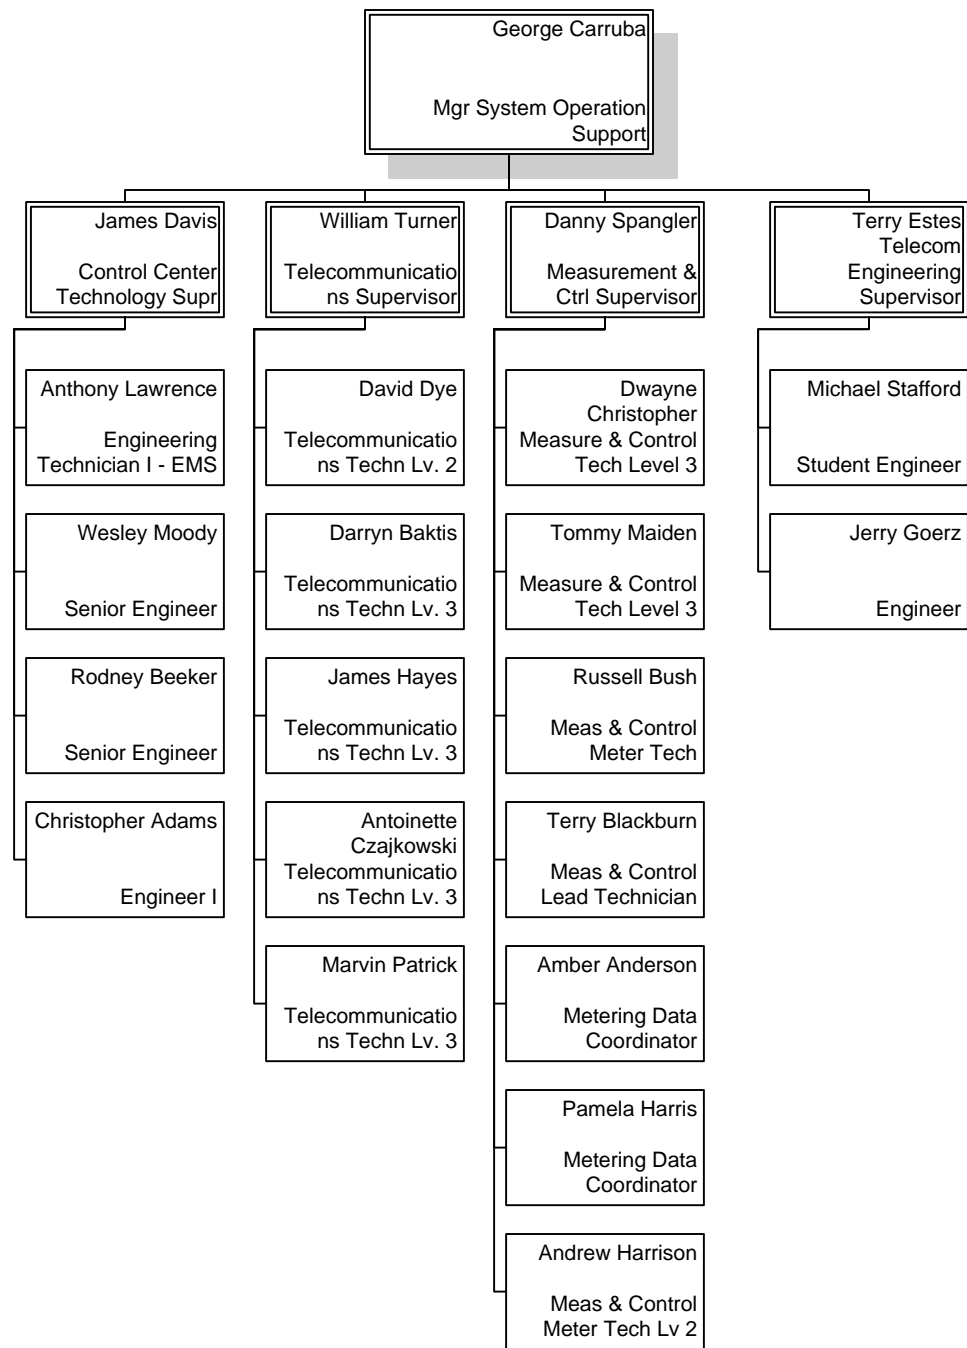 George Carruba
Mgr System Operation
Support
James Davis
Control Center
Technology Supr
William Turner
Telecommunicatio
ns Supervisor
Danny Spangler
Measurement &
Ctrl Supervisor
Terry Estes
Telecom
Engineering
Supervisor
Anthony Lawrence
Engineering
Technician I - EMS
Wesley Moody
Senior Engineer
Rodney Beeker
Senior Engineer
Christopher Adams
Engineer I
David Dye
Telecommunicatio
ns Techn Lv. 2
Darryn Baktis
Telecommunicatio
ns Techn Lv. 3
James Hayes
Telecommunicatio
ns Techn Lv. 3
Antoinette
Czajkowski
Telecommunicatio
ns Techn Lv. 3
Marvin Patrick
Telecommunicatio
ns Techn Lv. 3
Dwayne
Christopher
Measure & Control
Tech Level 3
Tommy Maiden
Measure & Control
Tech Level 3
Russell Bush
Meas & Control
Meter Tech
Terry Blackburn
Meas & Control
Lead Technician
Amber Anderson
Metering Data
Coordinator
Pamela Harris
Metering Data
Coordinator
Andrew Harrison
Meas & Control
Meter Tech Lv 2
Michael Stafford
Student Engineer
Jerry Goerz
Engineer